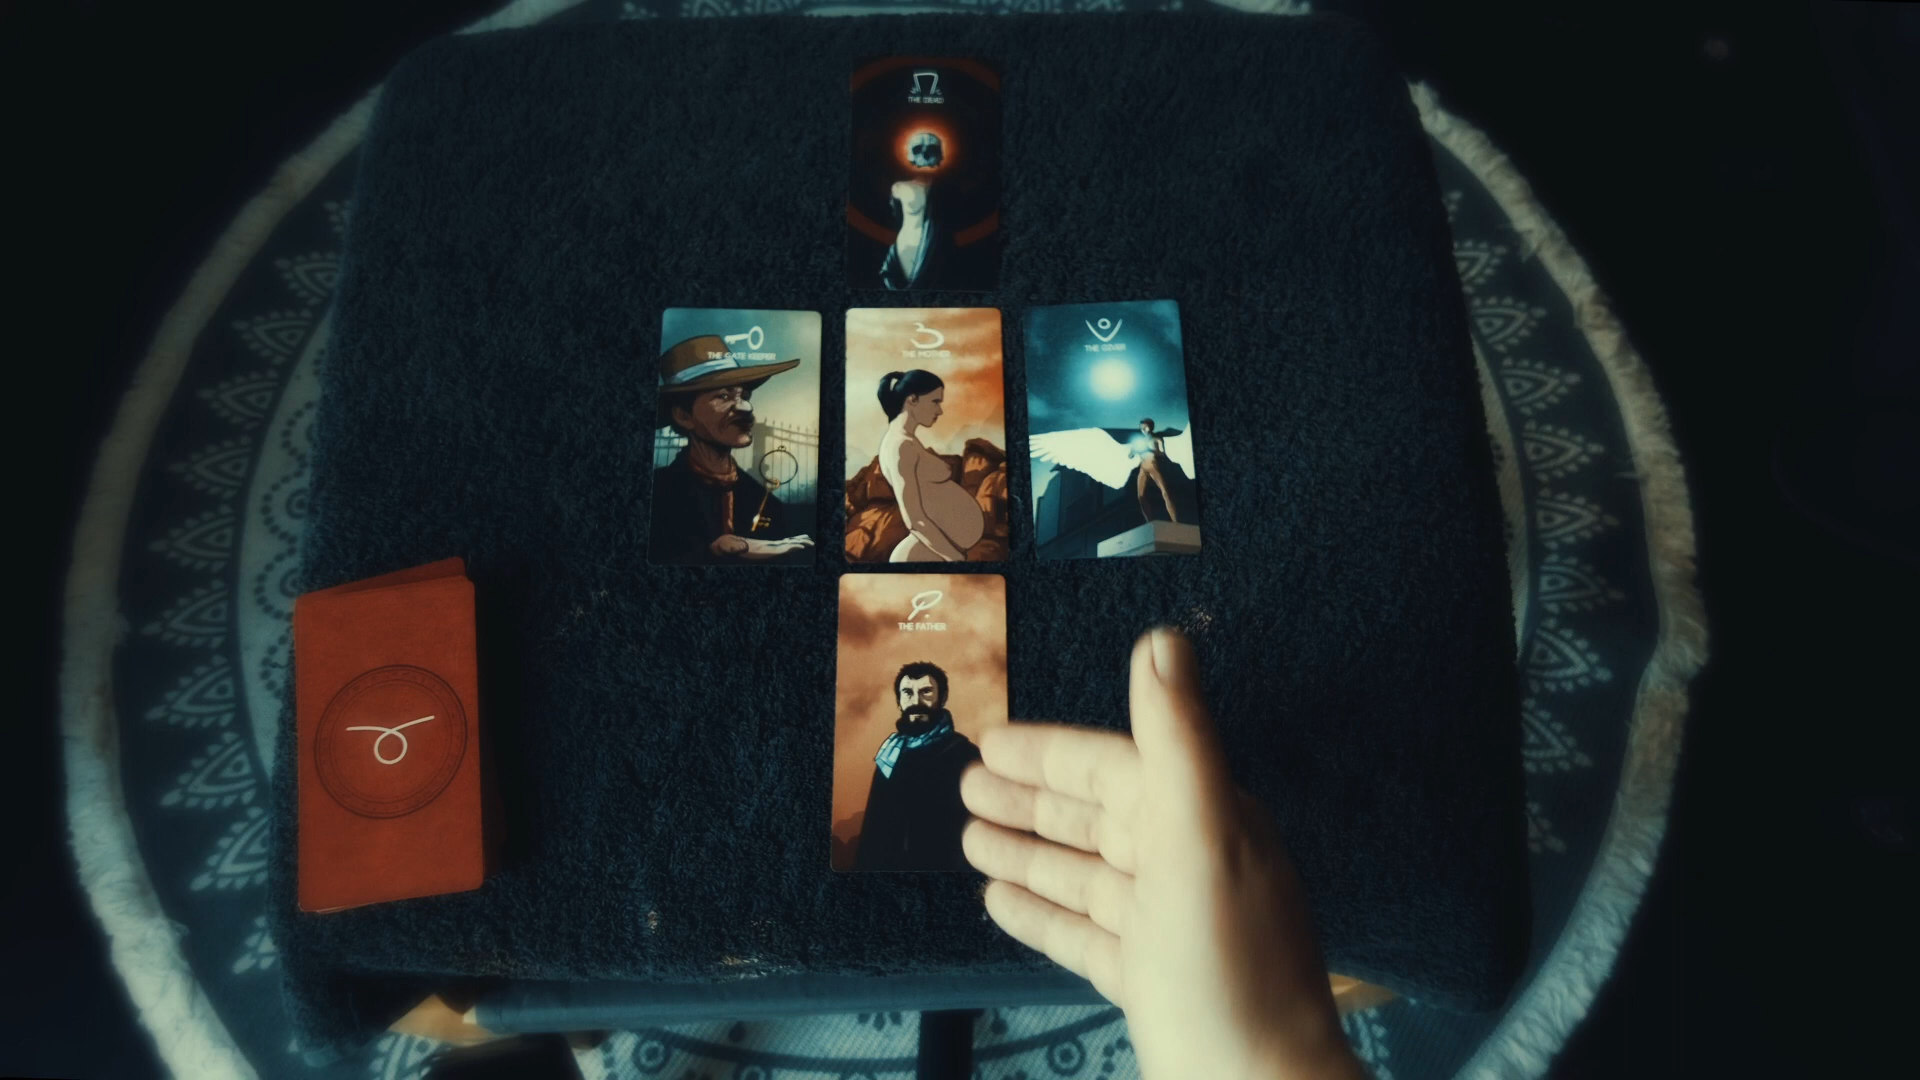 THE DEAD
THE GATE KEEPER
THE MOTHER
THE GIVER
THE FATHER